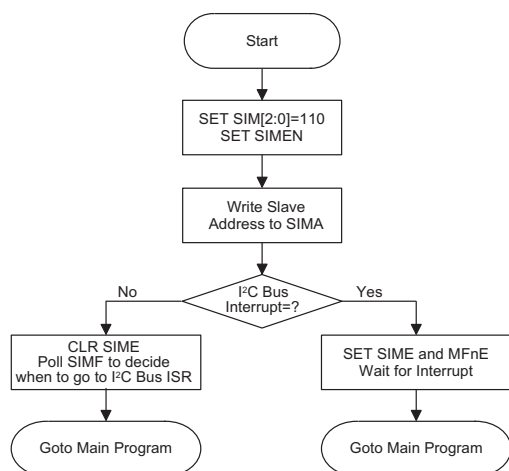 Start
SET SIM[2:0]=110
SET SIMEN
Write Slave
Address to SIMA
I²C Bus
Interrupt=?
No
Yes
CLR SIME
Poll SIMF to decide
when to go to I²C Bus ISR
SET SIME and MFnE
Wait for Interrupt
Goto Main Program
Goto Main Program